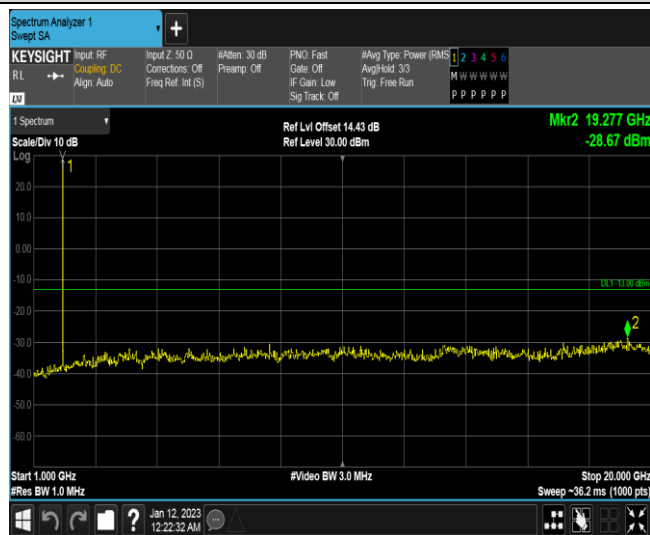 Spectrum Analyzer 1
Swept SA
+
KEYSIGHT Input: RF Input Z: 50 Ω #Atten: 30 dB PNO: Fast #Avg Type: Power (RMS 1 2 3 4 5 6
RL Coupling: DC Corrections: Off Preamp: Off Gate: Off Avg|Hold: 3/3 M W W W W W
Align: Auto Freq Ref: Int (S) IF Gain: Low Trig: Free Run
Sig Track: Off P P P P P P
LXI
1 Spectrum Ref Lvl Offset 14.43 dB Mkr2 19.277 GHz
Scale/Div 10 dB Ref Level 30.00 dBm -28.67 dBm
Log
1
20.0
10.0
0.00
-10.0
DL1 -13.00 dBm
-20.0
2
-30.0
-40.0
-50.0
-60.0
Start 1.000 GHz #Video BW 3.0 MHz Stop 20.000 GHz
#Res BW 1.0 MHz Sweep ~36.2 ms (1000 pts)
? Jan 12, 2023
12:22:32 AM